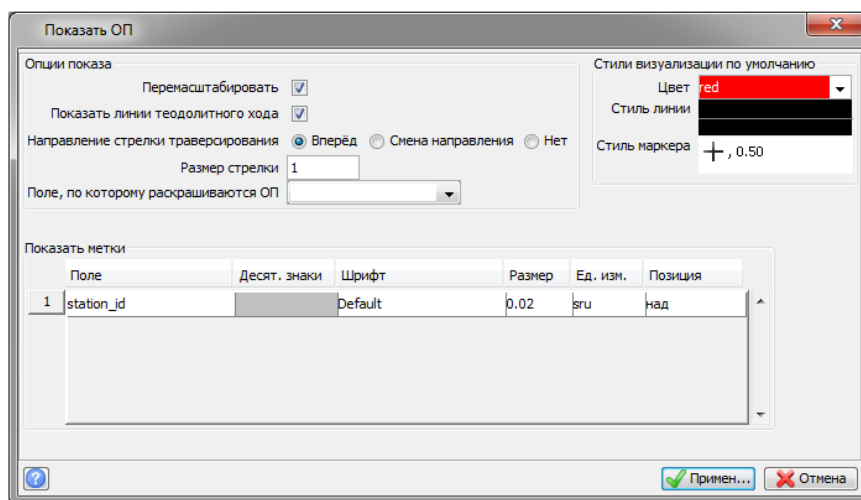 Показать ОП
Опции показа
Перемасштабировать
Показать линии теодолитного хода
Направление стрелки траверсирования Вперёд Смена направления Нет
Размер стрелки 1
Поле, по которому раскрашиваются ОП
Стили визуализации по умолчанию
Цвет red
Стиль линии
Стиль маркера , 0.50
Показать метки
Поле Десят. знаки Шрифт Размер Ед. изм. Позиция
1 station_id Default 0.02 sru над
Примен... Отмена